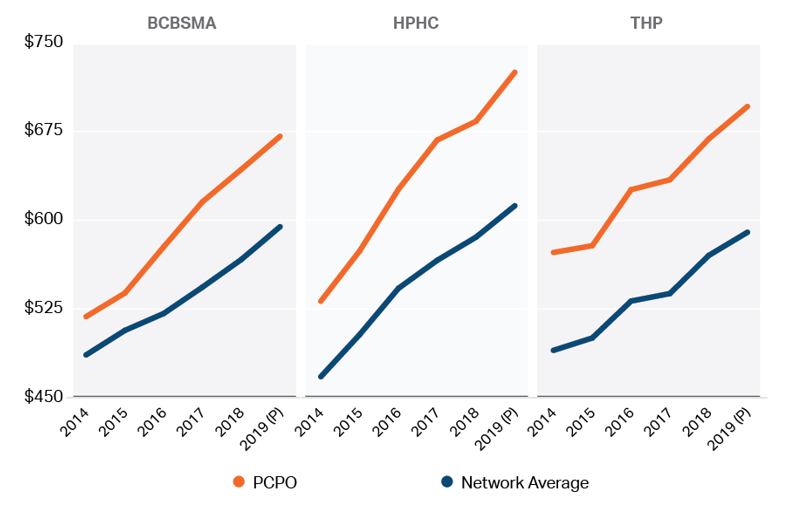 BCBSMA HPHC THP
$750
$675
$600
$525
$450
2014 2015 2016 2017 2018 2019 (P) 2014 2015 2016 2017 2018 2019 (P) 2014 2015 2016 2017 2018 2019 (P)
PCPO Network Average